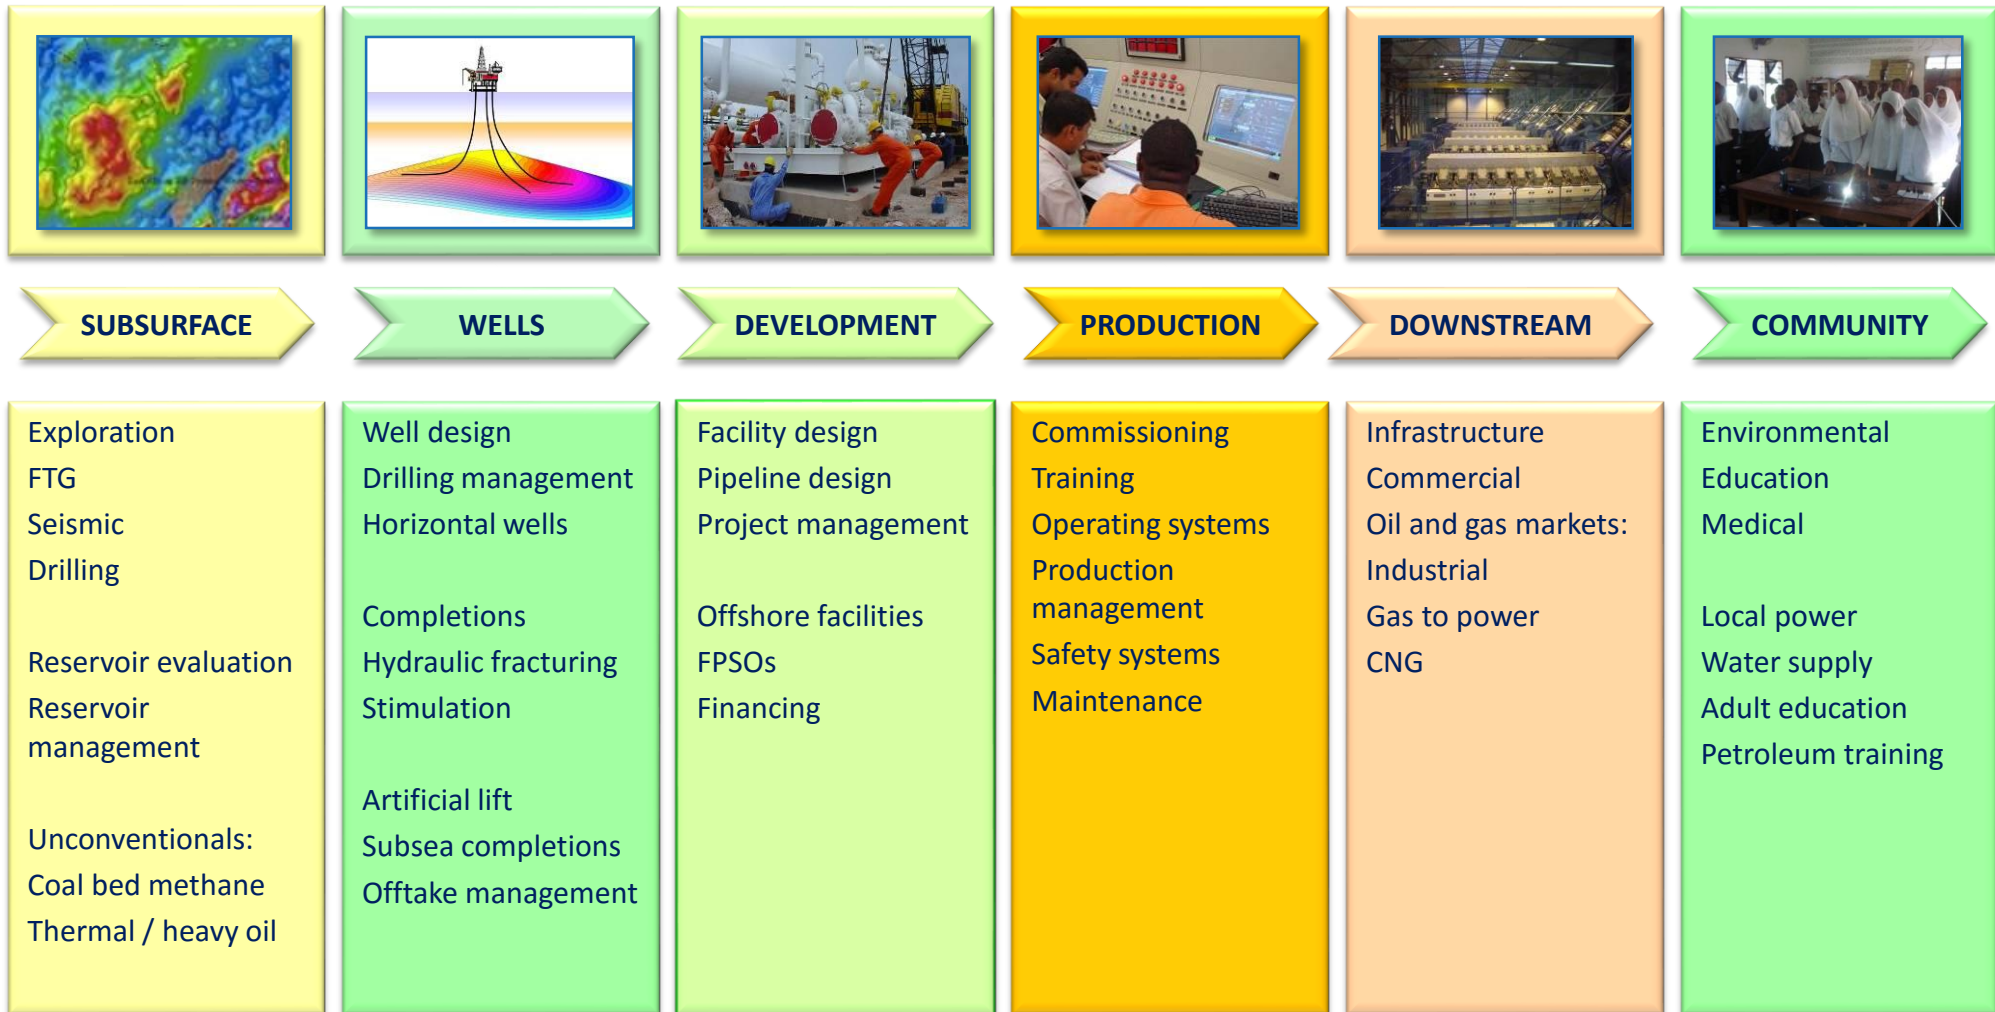 SUBSURFACE
WELLS
DEVELOPMENT
PRODUCTION
DOWNSTREAM
COMMUNITY
Exploration
FTG
Seismic
Drilling
Reservoir evaluation
Reservoir
management
Unconventionals:
Coal bed methane
Thermal / heavy oil
Well design
Drilling management
Horizontal wells
Completions
Hydraulic fracturing
Stimulation
Artificial lift
Subsea completions
Offtake management
Facility design
Pipeline design
Project management
Offshore facilities
FPSOs
Financing
Commissioning
Training
Operating systems
Production
management
Safety systems
Maintenance
Infrastructure
Commercial
Oil and gas markets:
Industrial
Gas to power
CNG
Environmental
Education
Medical
Local power
Water supply
Adult education
Petroleum training